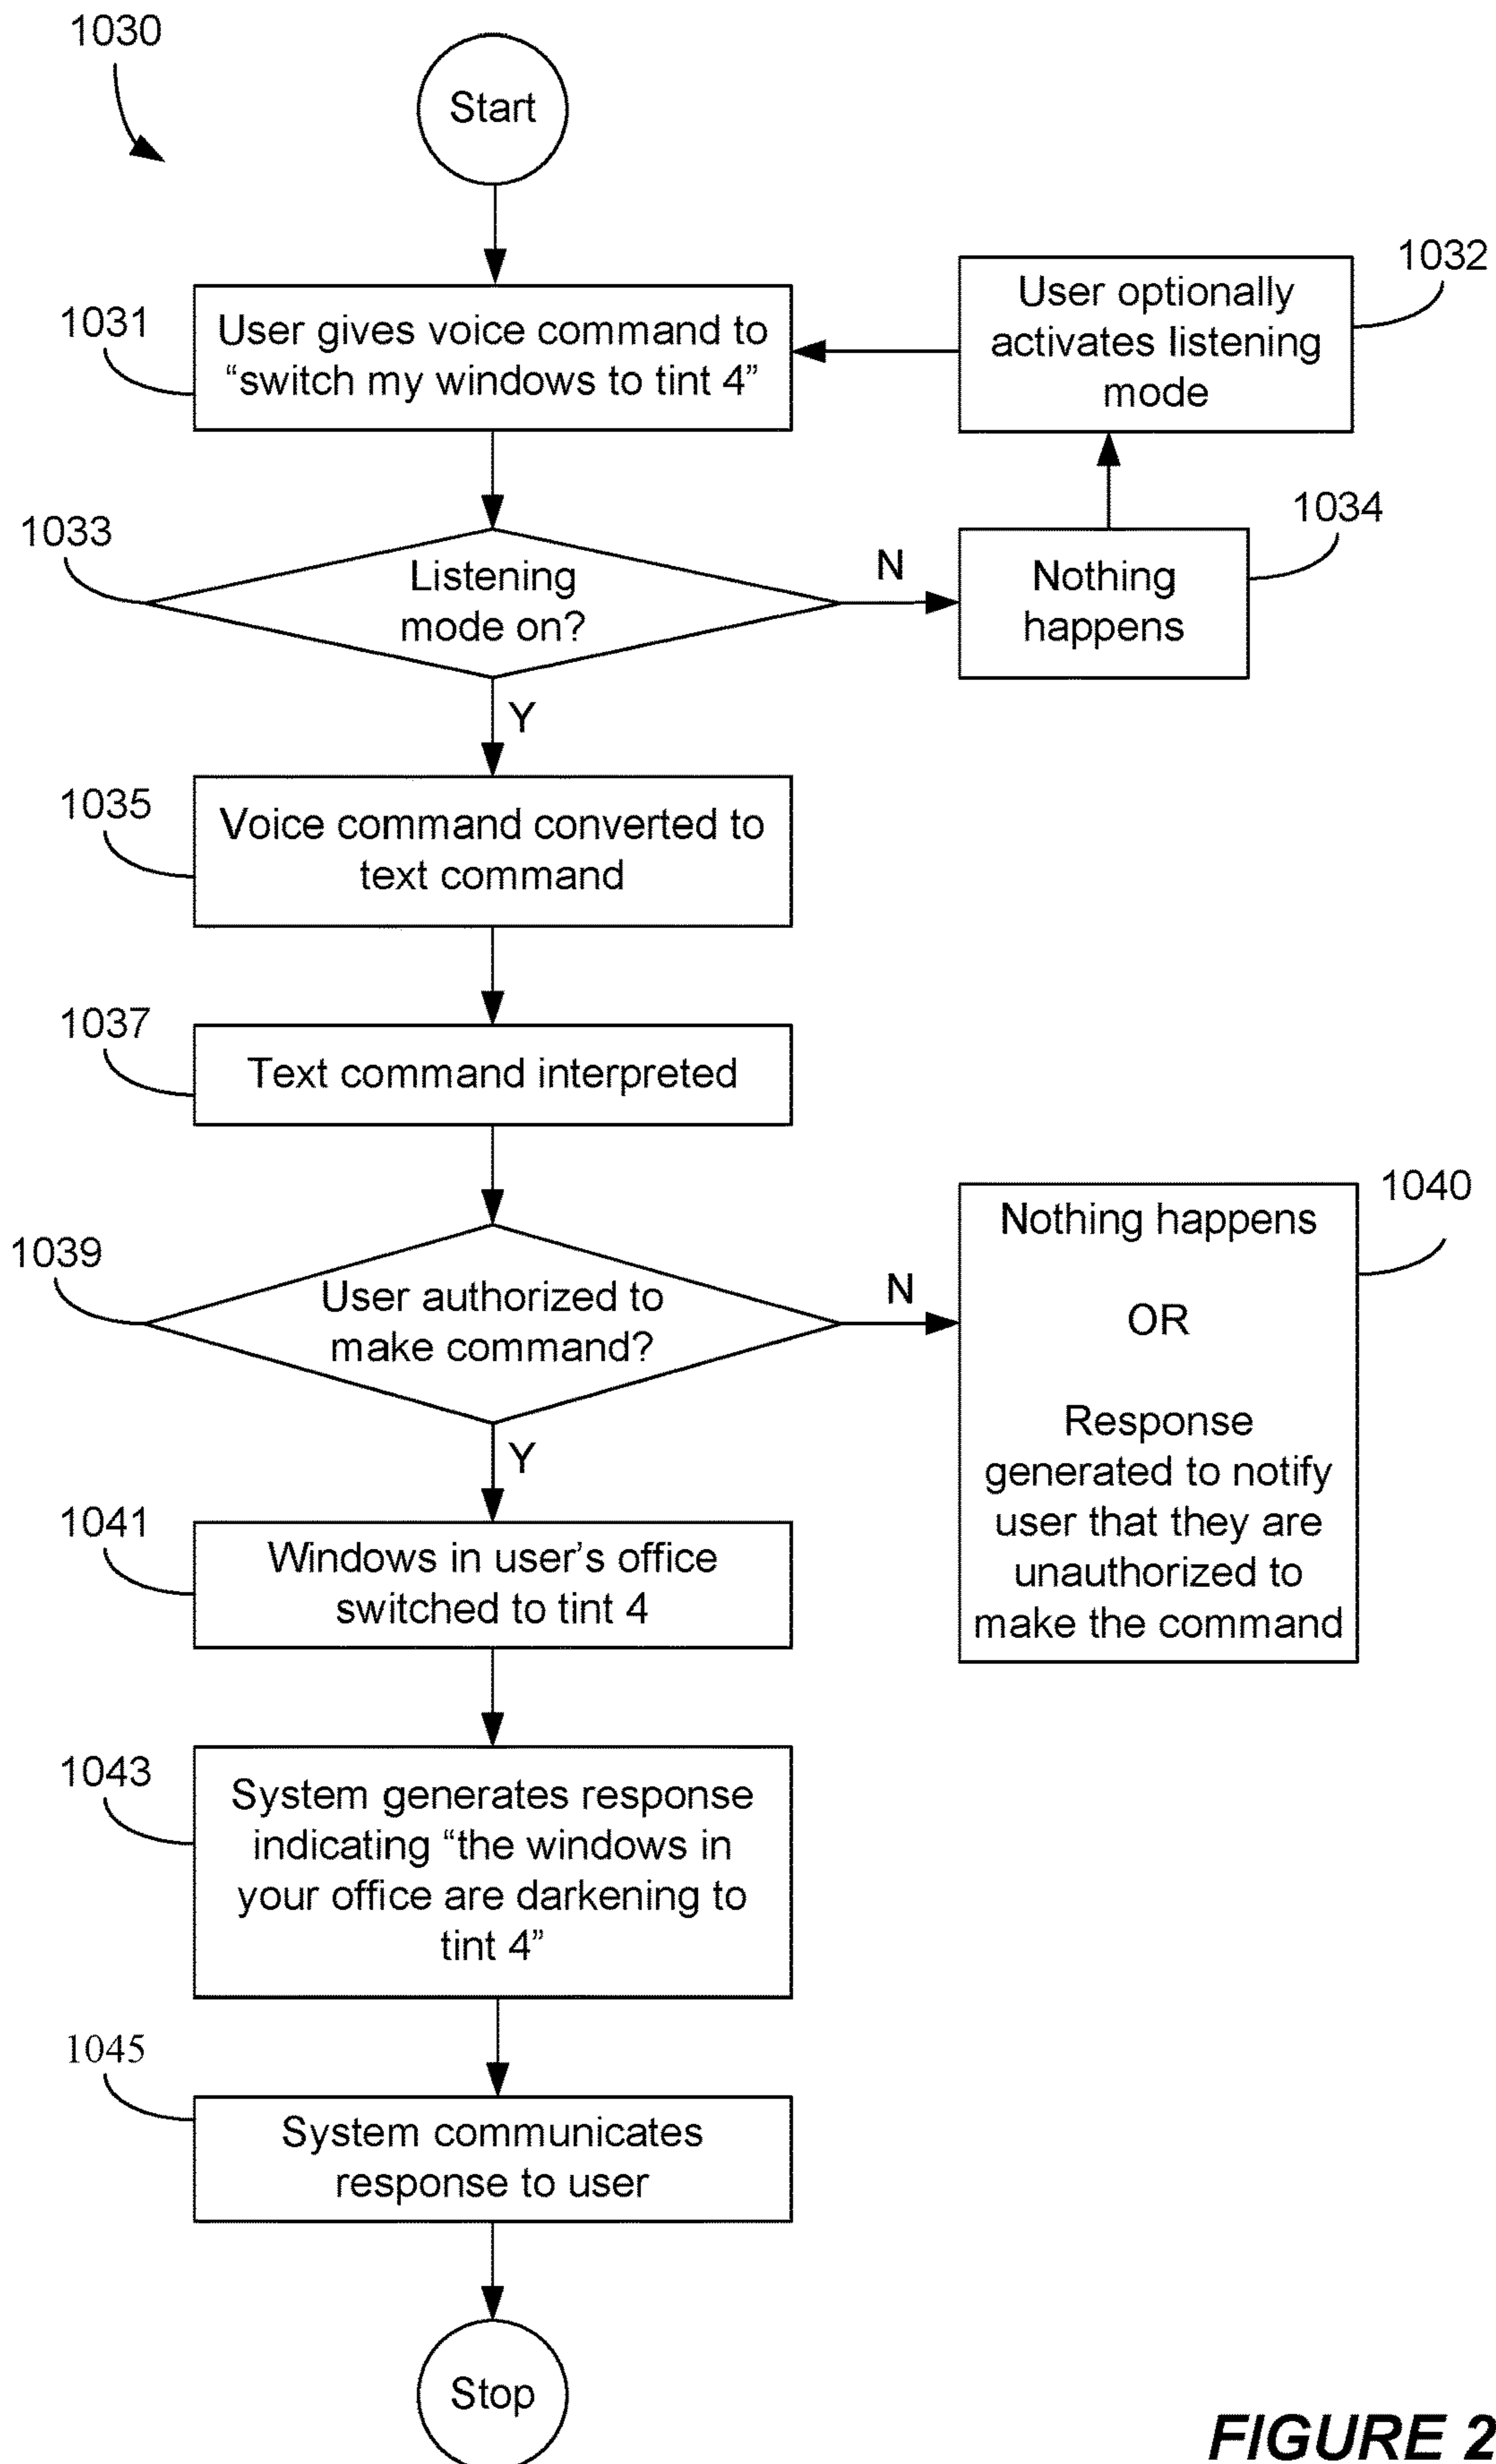 1030
Start
1032
User optionally
activates listening
mode
1031
User gives voice command to
“switch my windows to tint 4”
1033
Listening
mode on?
N
1034
Nothing
happens
Y
1035
Voice command converted to
text command
1037
Text command interpreted
1039
User authorized to
make command?
N
1040
Nothing happens
OR
Response
generated to notify
user that they are
unauthorized to
make the command
Y
1041
Windows in user’s office
switched to tint 4
1043
System generates response
indicating “the windows in
your office are darkening to
tint 4”
1045
System communicates
response to user
Stop
FIGURE 2